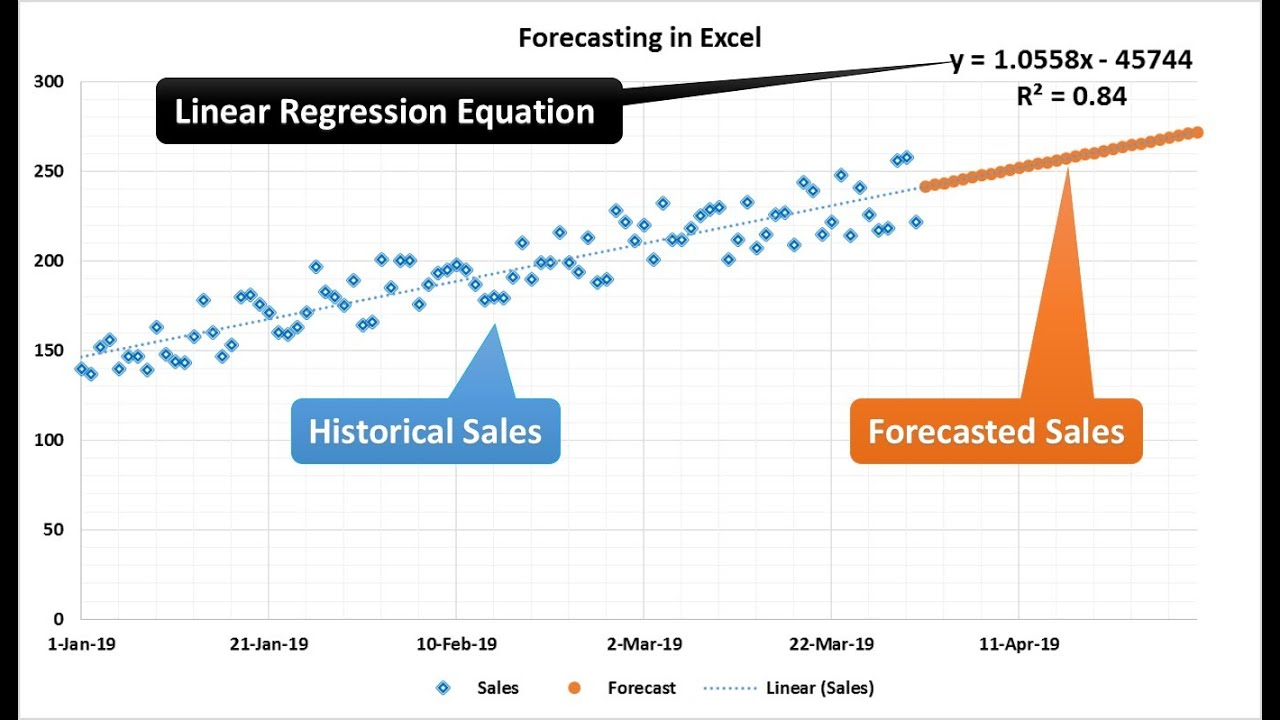 Forecasting in Excel
y = 1.0558x - 45744
R² = 0.84
Linear Regression Equation
300
250
200
150
100
50
0
Historical Sales
Forecasted Sales
1-Jan-19 21-Jan-19 10-Feb-19 2-Mar-19 22-Mar-19 11-Apr-19
Sales Forecast Linear (Sales)